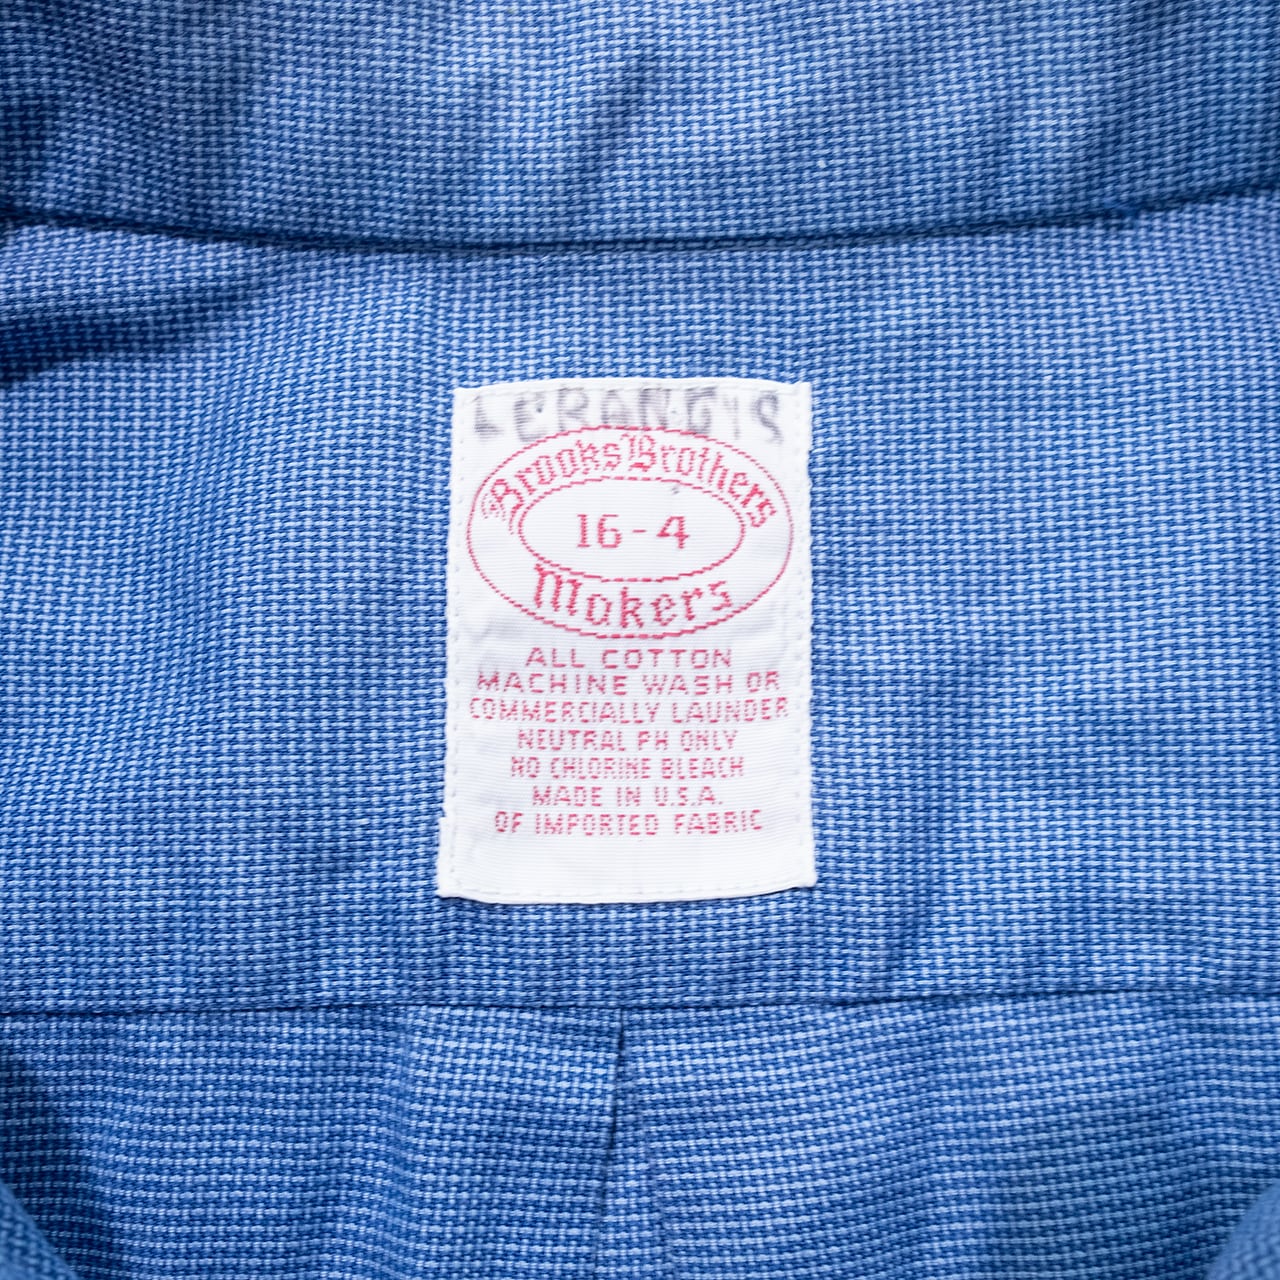 Brooks Brothers
16-4
Makers
ALL COTTON
MACHINE WASH OR
COMMERCIALLY LAUNDER
NEUTRAL PH ONLY
NO CHLORINE BLEACH
MADE IN U.S.A.
OF IMPORTED FABRIC